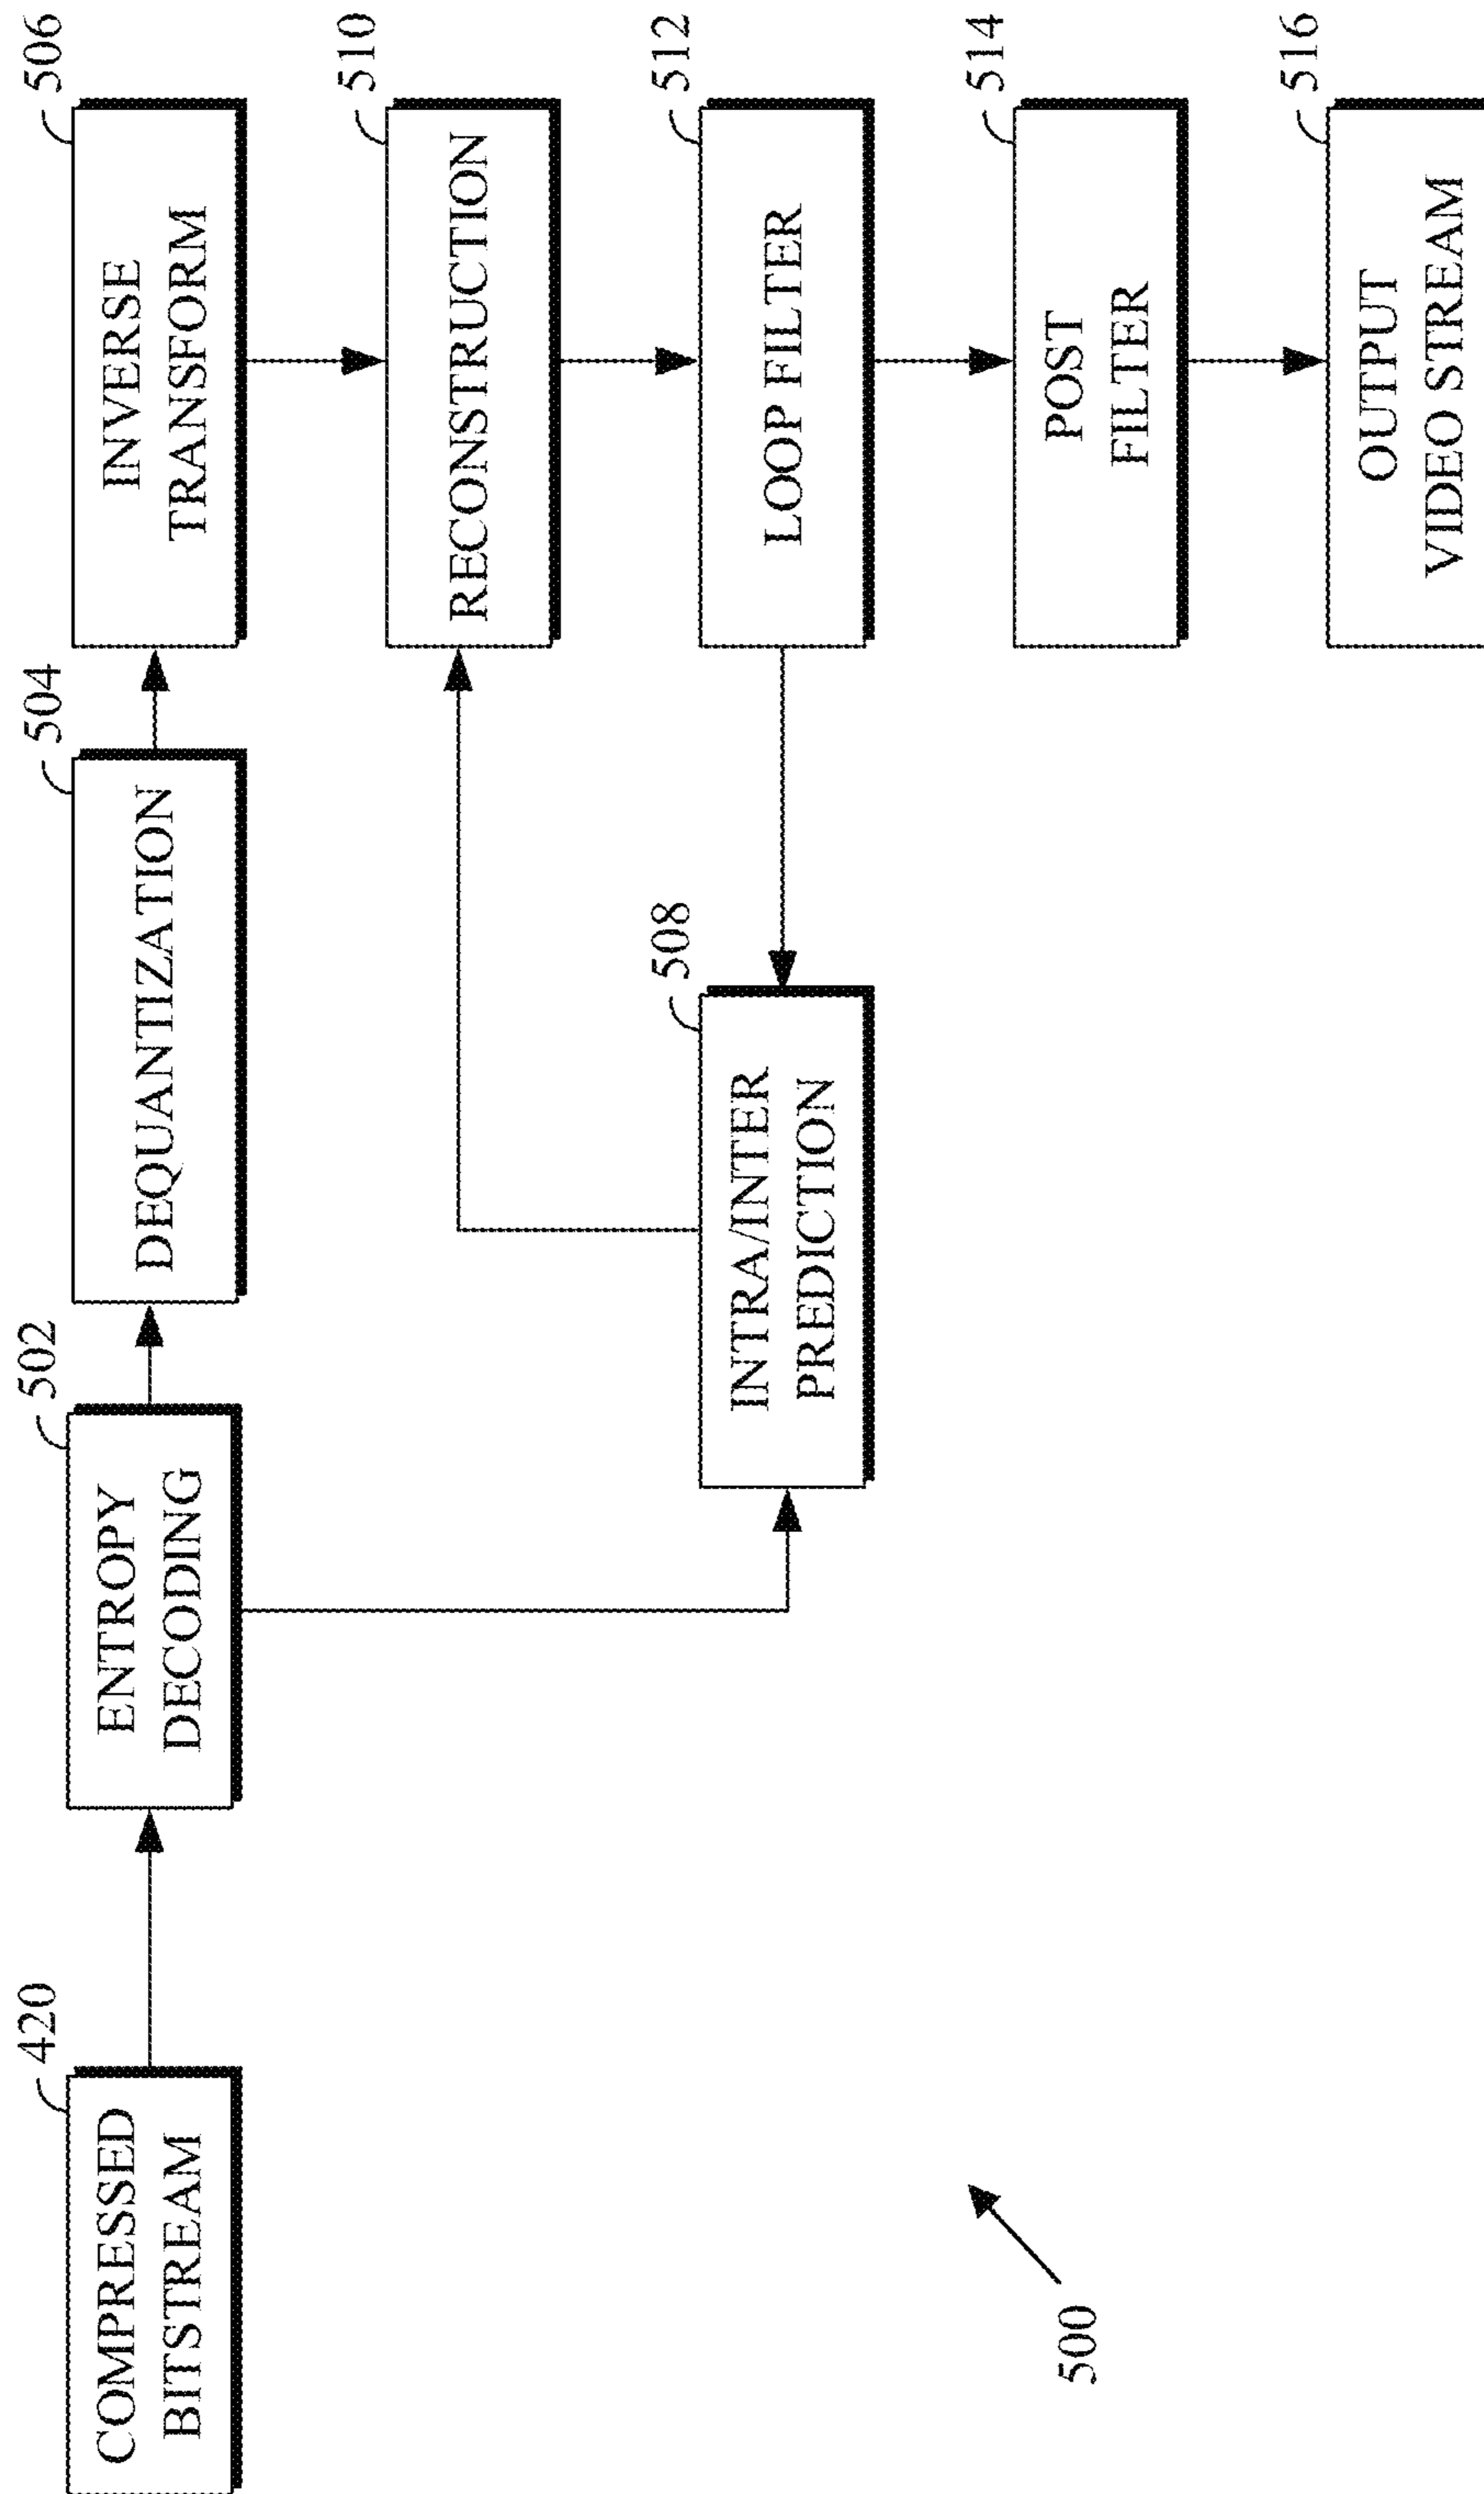 420
COMPRESSED
BITSTREAM
502
ENTROPY
DECODING
504
DEQUANTIZATION
506
INVERSE
TRANSFORM
510
RECONSTRUCTION
508
INTRA/INTER
PREDICTION
512
LOOP FILTER
514
POST
FILTER
516
OUTPUT
VIDEO STREAM
500